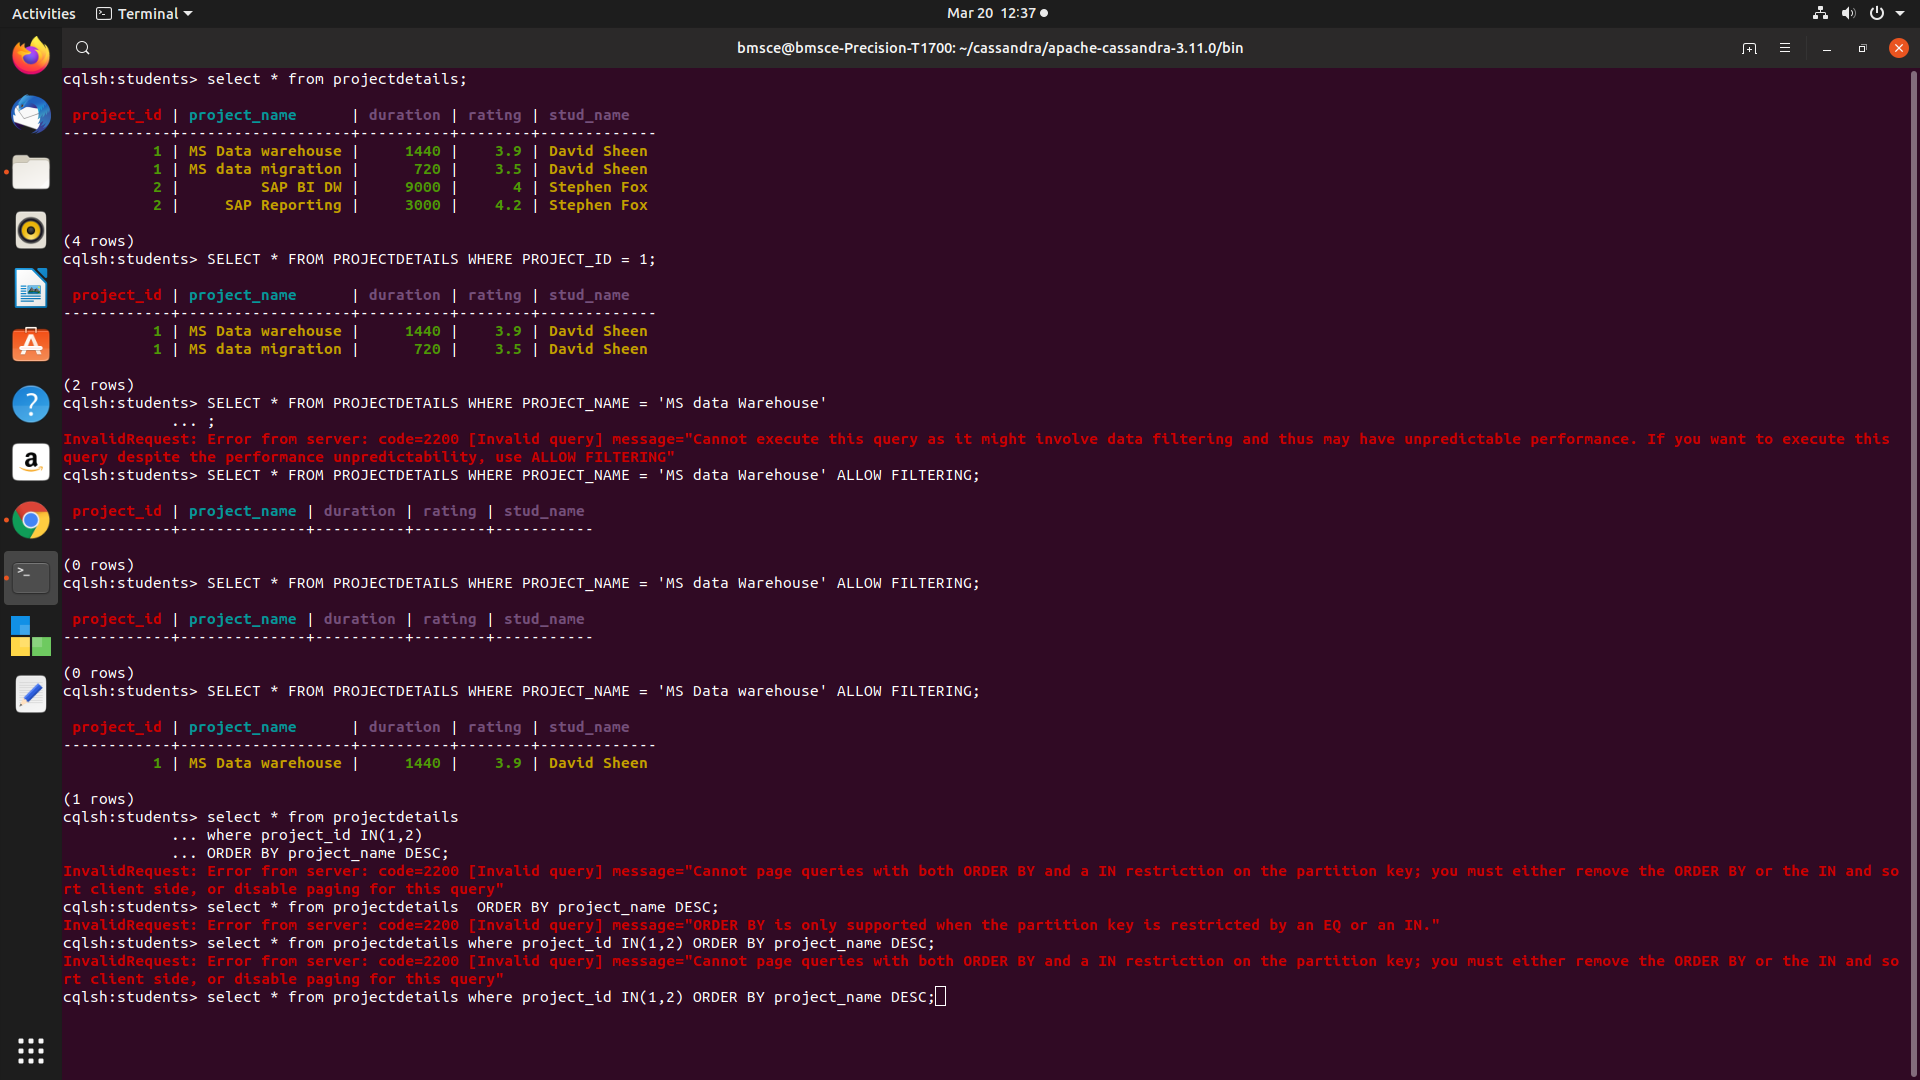 Activities Terminal Mar 20 12:37
bmsce@bmsce-Precision-T1700: ~/cassandra/apache-cassandra-3.11.0/bin
cqlsh:students> select * from projectdetails;
project_id | project_name | duration | rating | stud_name
------------+-------------------+----------+--------+-------------
1 | MS Data warehouse | 1440 | 3.9 | David Sheen
1 | MS data migration | 720 | 3.5 | David Sheen
2 | SAP BI DW | 9000 | 4 | Stephen Fox
2 | SAP Reporting | 3000 | 4.2 | Stephen Fox
(4 rows)
cqlsh:students> SELECT * FROM PROJECTDETAILS WHERE PROJECT_ID = 1;
project_id | project_name | duration | rating | stud_name
------------+-------------------+----------+--------+-------------
1 | MS Data warehouse | 1440 | 3.9 | David Sheen
1 | MS data migration | 720 | 3.5 | David Sheen
(2 rows)
cqlsh:students> SELECT * FROM PROJECTDETAILS WHERE PROJECT_NAME = 'MS data Warehouse'
... ;
InvalidRequest: Error from server: code=2200 [Invalid query] message="Cannot execute this query as it might involve data filtering and thus may have unpredictable performance. If you want to execute this
query despite the performance unpredictability, use ALLOW FILTERING"
cqlsh:students> SELECT * FROM PROJECTDETAILS WHERE PROJECT_NAME = 'MS data Warehouse' ALLOW FILTERING;
project_id | project_name | duration | rating | stud_name
------------+--------------+----------+--------+-----------
(0 rows)
cqlsh:students> SELECT * FROM PROJECTDETAILS WHERE PROJECT_NAME = 'MS data Warehouse' ALLOW FILTERING;
project_id | project_name | duration | rating | stud_name
------------+--------------+----------+--------+-----------
(0 rows)
cqlsh:students> SELECT * FROM PROJECTDETAILS WHERE PROJECT_NAME = 'MS Data warehouse' ALLOW FILTERING;
project_id | project_name | duration | rating | stud_name
------------+-------------------+----------+--------+-------------
1 | MS Data warehouse | 1440 | 3.9 | David Sheen
(1 rows)
cqlsh:students> select * from projectdetails
... where project_id IN(1,2)
... ORDER BY project_name DESC;
InvalidRequest: Error from server: code=2200 [Invalid query] message="Cannot page queries with both ORDER BY and a IN restriction on the partition key; you must either remove the ORDER BY or the IN and so
rt client side, or disable paging for this query"
cqlsh:students> select * from projectdetails  ORDER BY project_name DESC;
InvalidRequest: Error from server: code=2200 [Invalid query] message="ORDER BY is only supported when the partition key is restricted by an EQ or an IN."
cqlsh:students> select * from projectdetails where project_id IN(1,2) ORDER BY project_name DESC;
InvalidRequest: Error from server: code=2200 [Invalid query] message="Cannot page queries with both ORDER BY and a IN restriction on the partition key; you must either remove the ORDER BY or the IN and so
rt client side, or disable paging for this query"
cqlsh:students> select * from projectdetails where project_id IN(1,2) ORDER BY project_name DESC;